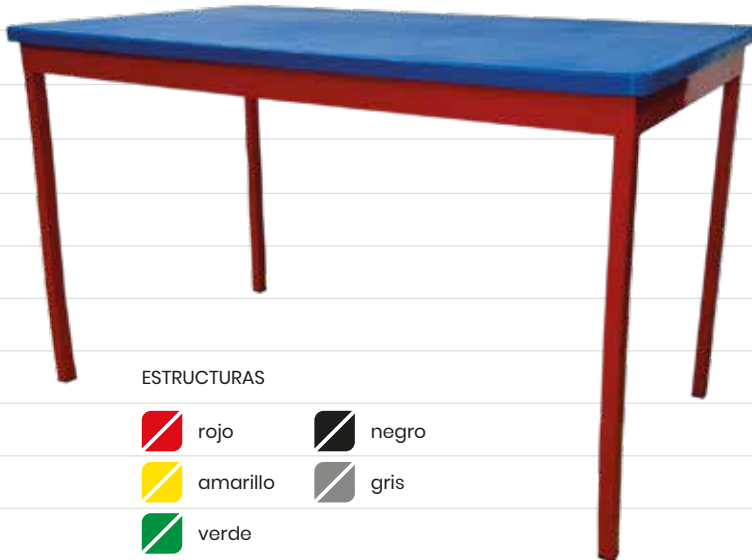 ESTRUCTURAS
rojo
negro
amarillo
gris
verde